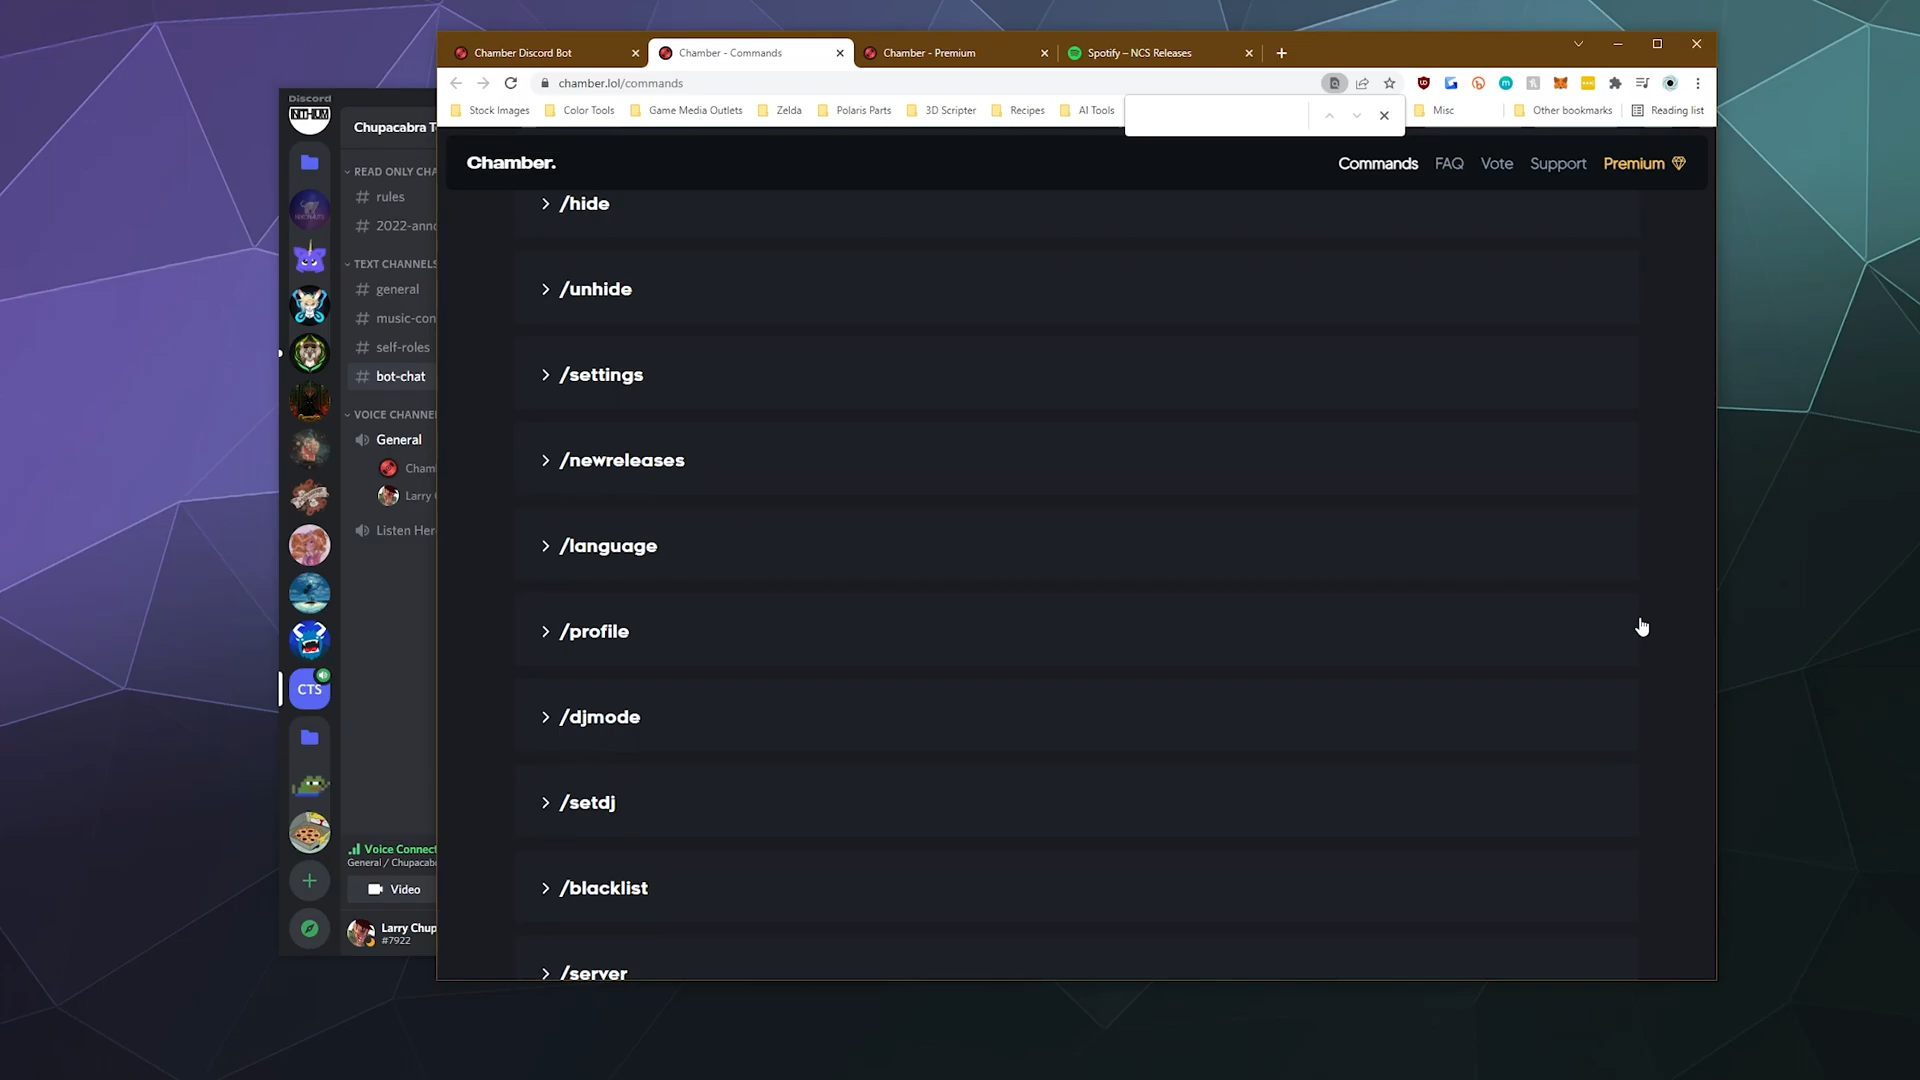 Chamber Discord Bot
Chamber - Commands
Chamber - Premium
Spotify – NCS Releases
chamber.lol/commands
Stock Images
Color Tools
Game Media Outlets
Zelda
Polaris Parts
3D Scripter
Recipes
AI Tools
Misc
Other bookmarks
Reading list
Chamber.
Commands
FAQ
Vote
Support
Premium
/hide
/unhide
/settings
/newreleases
/language
/profile
/djmode
/setdj
/blacklist
/server
Discord
Chupacabra T
READ ONLY CHA
# rules
# 2022-anno
TEXT CHANNELS
# general
# music-con
# self-roles
# bot-chat
VOICE CHANNE
General
Cham
Larry
Listen Her
CTS
Voice Connect
General / Chupacab
Video
Larry Chup
#7922